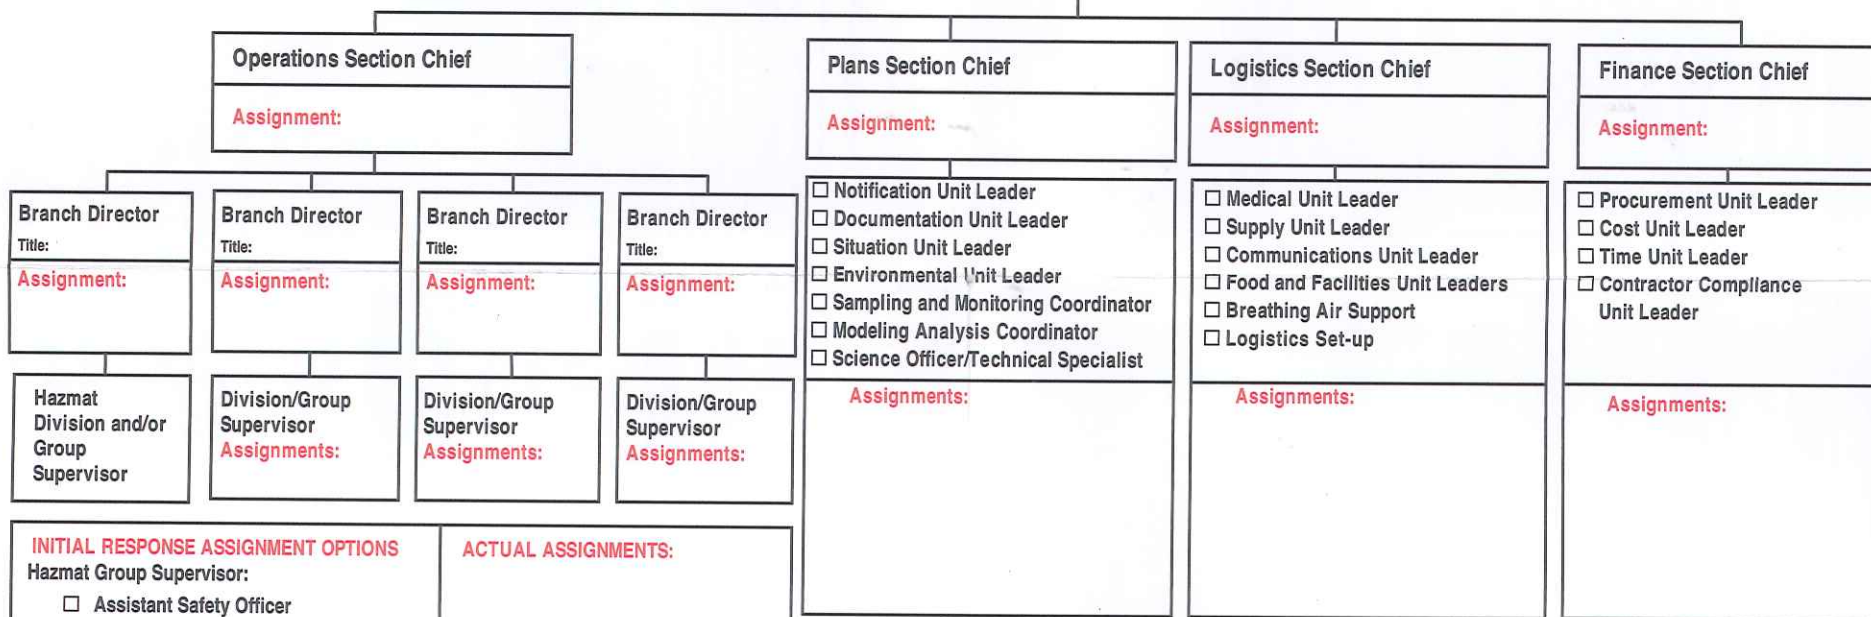 Operations Section Chief
Assignment:
Plans Section Chief
Assignment:
Logistics Section Chief
Assignment:
Finance Section Chief
Assignment:
Branch Director
Title:
Assignment:
Branch Director
Title:
Assignment:
Branch Director
Title:
Assignment:
Branch Director
Title:
Assignment:
Hazmat
Division and/or
Group
Supervisor
Division/Group
Supervisor
Assignments:
Division/Group
Supervisor
Assignments:
Division/Group
Supervisor
Assignments:
☐ Notification Unit Leader
☐ Documentation Unit Leader
☐ Situation Unit Leader
☐ Environmental Unit Leader
☐ Sampling and Monitoring Coordinator
☐ Modeling Analysis Coordinator
☐ Science Officer/Technical Specialist
Assignments:
☐ Medical Unit Leader
☐ Supply Unit Leader
☐ Communications Unit Leader
☐ Food and Facilities Unit Leaders
☐ Breathing Air Support
☐ Logistics Set-up
Assignments:
☐ Procurement Unit Leader
☐ Cost Unit Leader
☐ Time Unit Leader
☐ Contractor Compliance
Unit Leader
Assignments:
INITIAL RESPONSE ASSIGNMENT OPTIONS
Hazmat Group Supervisor:
☐ Assistant Safety Officer
ACTUAL ASSIGNMENTS: